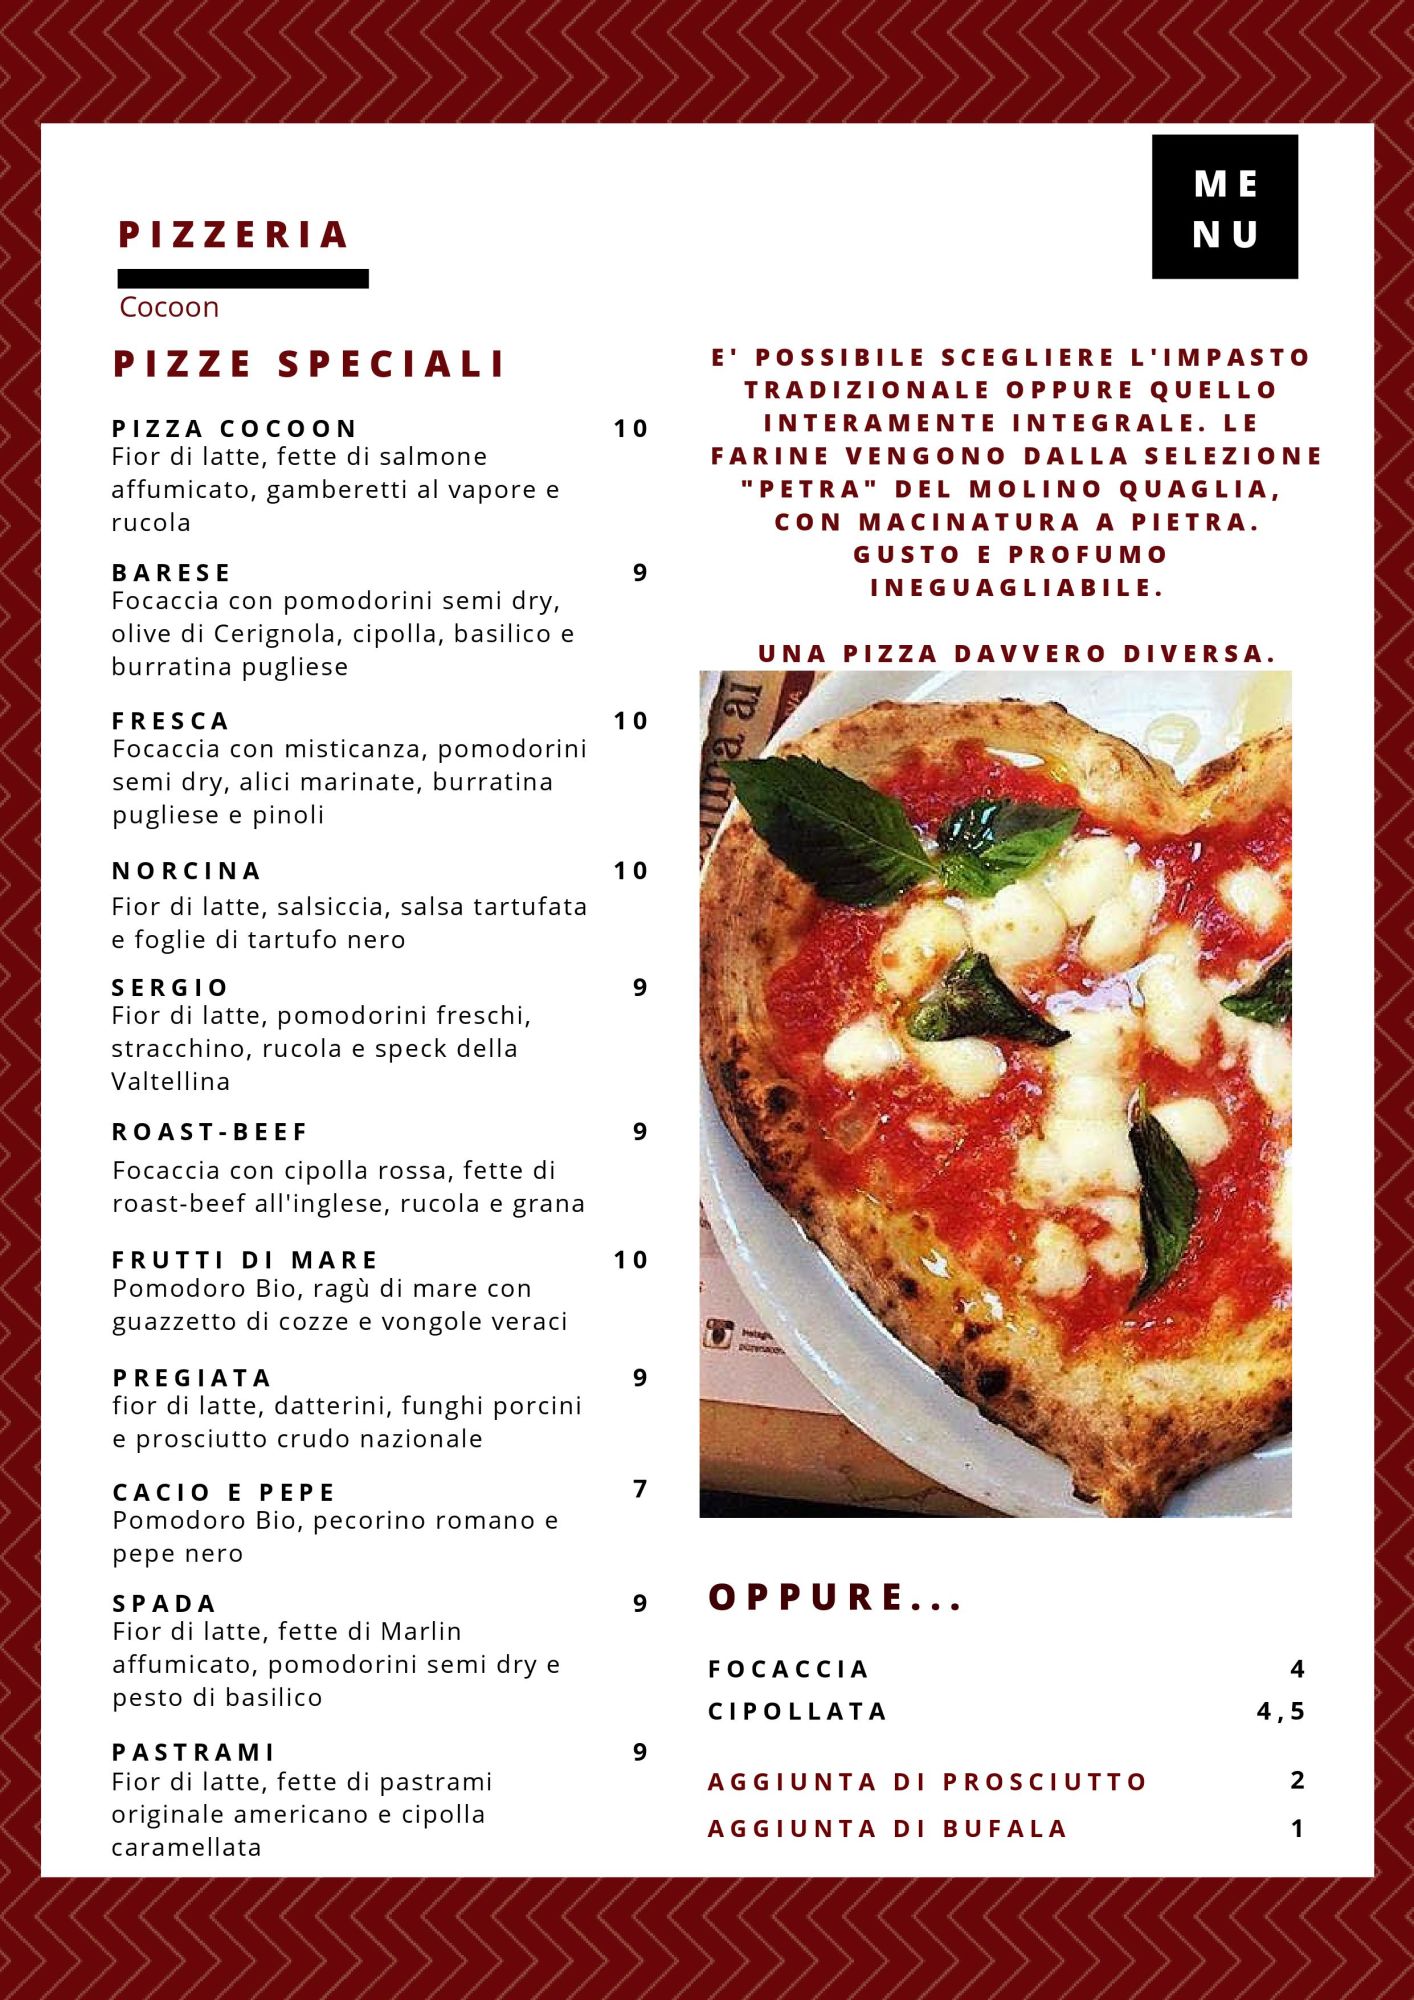 ME
NU
PIZZERIA
Cocoon
PIZZE SPECIALI
PIZZA COCOON 10
Fior di latte, fette di salmone
affumicato, gamberetti al vapore e
rucola
BARESE 9
Focaccia con pomodorini semi dry,
olive di Cerignola, cipolla, basilico e
burratina pugliese
FRESCA 10
Focaccia con misticanza, pomodorini
semi dry, alici marinate, burratina
pugliese e pinoli
NORCINA 10
Fior di latte, salsiccia, salsa tartufata
e foglie di tartufo nero
SERGIO 9
Fior di latte, pomodorini freschi,
stracchino, rucola e speck della
Valtellina
ROAST-BEEF 9
Focaccia con cipolla rossa, fette di
roast-beef all'inglese, rucola e grana
FRUTTI DI MARE 10
Pomodoro Bio, ragù di mare con
guazzetto di cozze e vongole veraci
PREGIATA 9
fior di latte, datterini, funghi porcini
e prosciutto crudo nazionale
CACIO E PEPE 7
Pomodoro Bio, pecorino romano e
pepe nero
SPADA 9
Fior di latte, fette di Marlin
affumicato, pomodorini semi dry e
pesto di basilico
PASTRAMI 9
Fior di latte, fette di pastrami
originale americano e cipolla
caramellata
E' POSSIBILE SCEGLIERE L'IMPASTO
TRADIZIONALE OPPURE QUELLO
INTERAMENTE INTEGRALE. LE
FARINE VENGONO DALLA SELEZIONE
"PETRA" DEL MOLINO QUAGLIA,
CON MACINATURA A PIETRA.
GUSTO E PROFUMO
INEGUAGLIABILE.
UNA PIZZA DAVVERO DIVERSA.
OPPURE...
FOCACCIA 4
CIPOLLATA 4,5
AGGIUNTA DI PROSCIUTTO 2
AGGIUNTA DI BUFALA 1